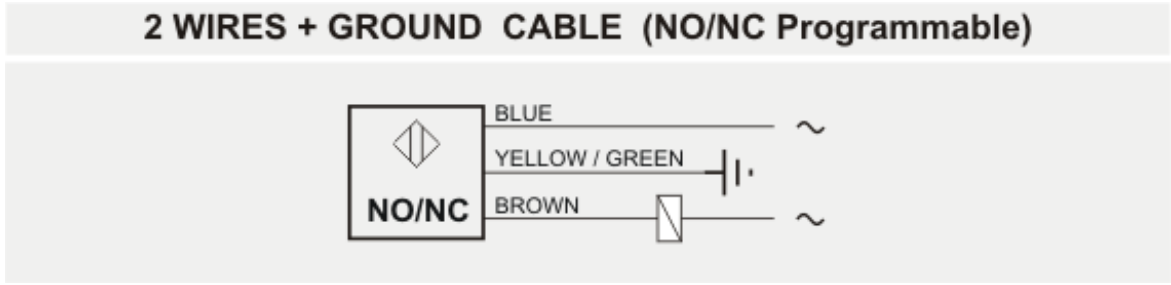 2 WIRES + GROUND CABLE (NO/NC Programmable)
BLUE
YELLOW / GREEN
NO/NC
BROWN